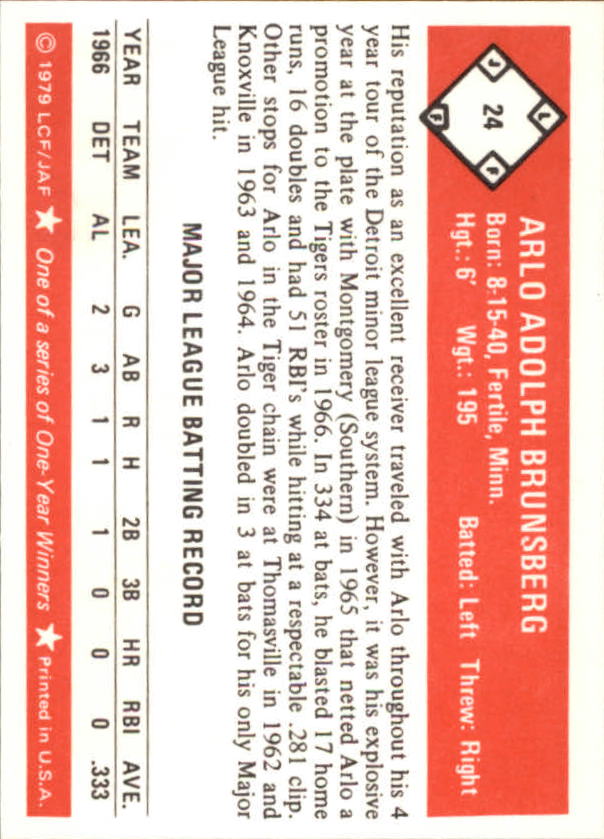 24
J
L
F
F
ARLO ADOLPH BRUNSBERG
Born: 8-15-40, Fertile, Minn.
Hgt.: 6' Wgt.: 195 Batted: Left Threw: Right
His reputation as an excellent receiver traveled with Arlo throughout his 4
year tour of the Detroit minor league system. However, it was his explosive
year at the plate with Montgomery (Southern) in 1965 that netted Arlo a
promotion to the Tigers roster in 1966. In 334 at bats, he blasted 17 home
runs, 16 doubles and had 51 RBI's while hitting at a respectable .281 clip.
Other stops for Arlo in the Tiger chain were at Thomasville in 1962 and
Knoxville in 1963 and 1964. Arlo doubled in 3 at bats for his only Major
League hit.
MAJOR LEAGUE BATTING RECORD
YEAR TEAM LEA. G AB R H 2B 3B HR RBI AVE.
1966 DET AL 2 3 1 1 1 0 0 0 .333
© 1979 LCF/JAF ★ One of a series of One-Year Winners ★ Printed in U.S.A.